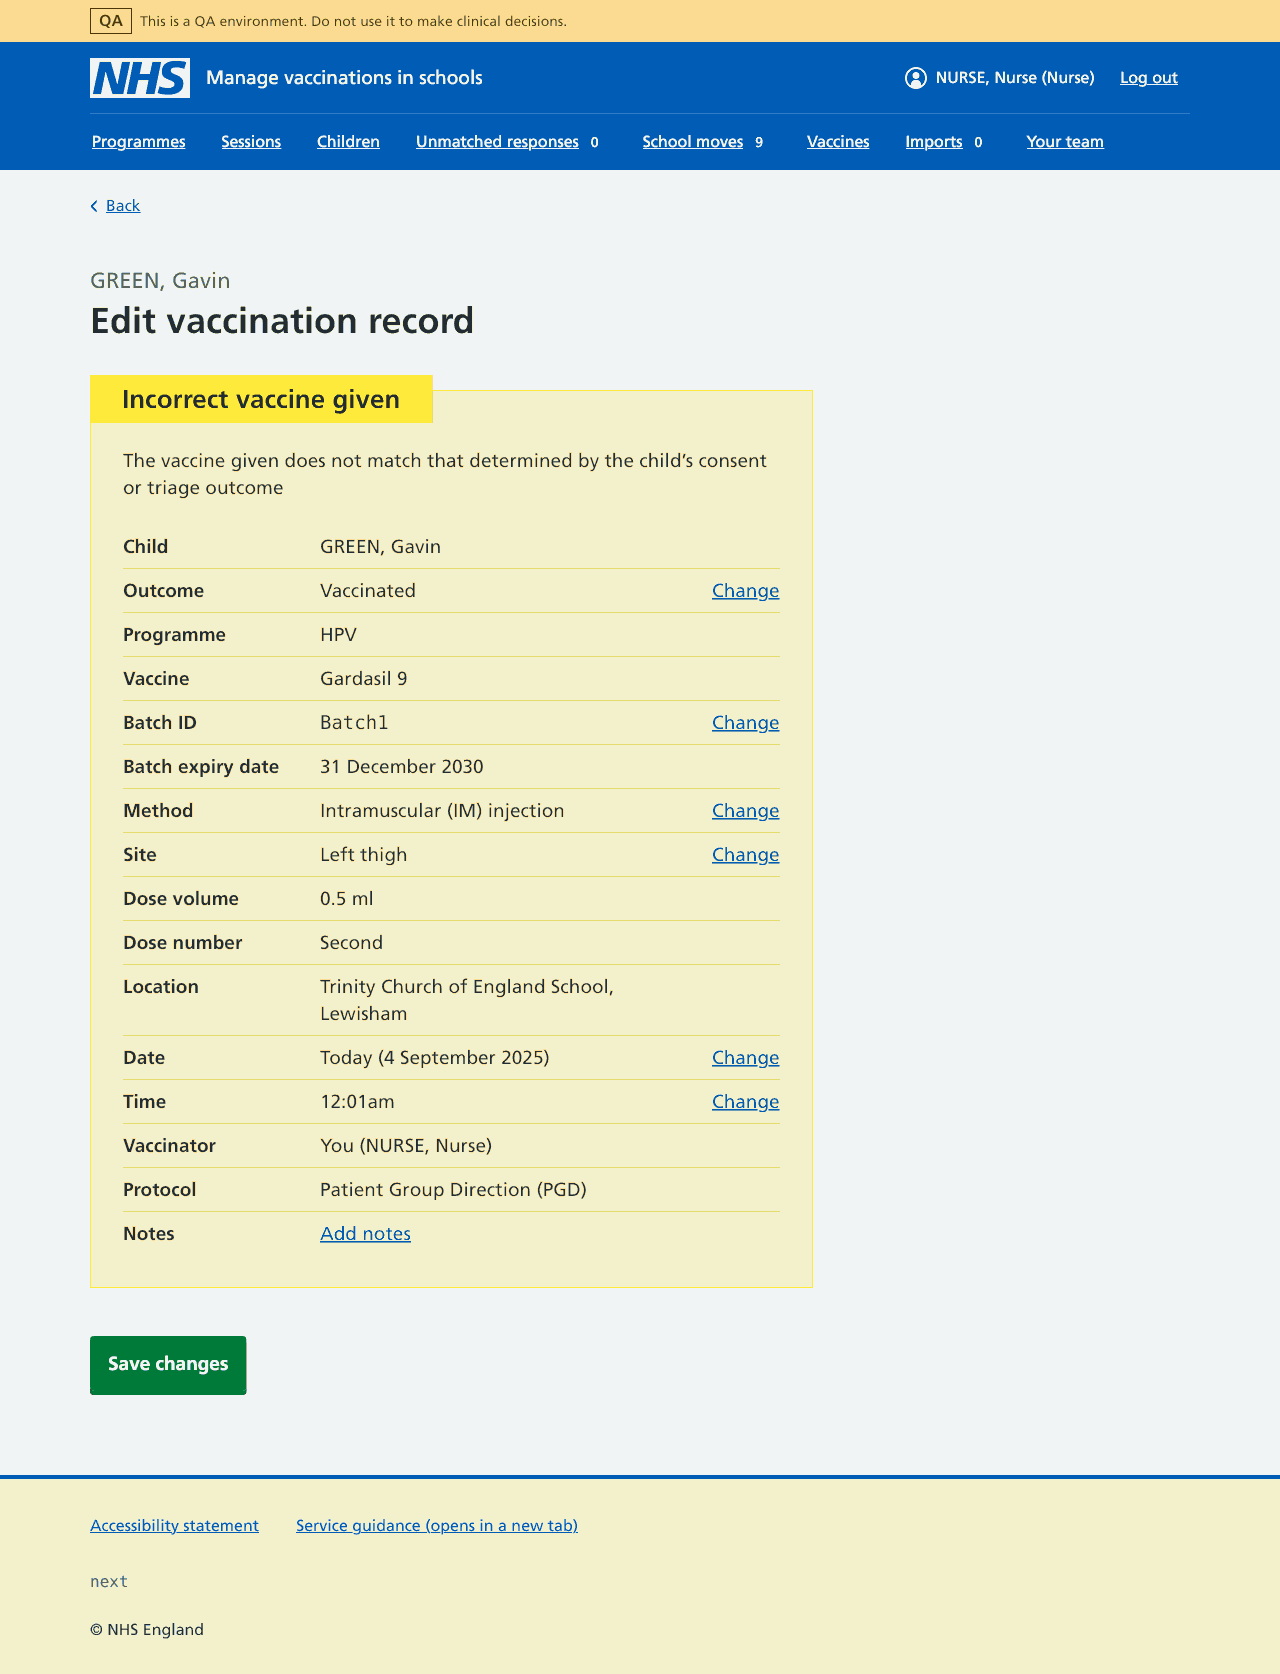 QA This is a QA environment. Do not use it to make clinical decisions.
NHS Manage vaccinations in schools NURSE, Nurse (Nurse) Log out
Programmes Sessions Children Unmatched responses 0 School moves 9 Vaccines Imports 0 Your team
Back
GREEN, Gavin
Edit vaccination record
Incorrect vaccine given
The vaccine given does not match that determined by the child’s consent
or triage outcome
Child GREEN, Gavin
Outcome Vaccinated Change
Programme HPV
Vaccine Gardasil 9
Batch ID Batch1 Change
Batch expiry date 31 December 2030
Method Intramuscular (IM) injection Change
Site Left thigh Change
Dose volume 0.5 ml
Dose number Second
Location Trinity Church of England School,
Lewisham
Date Today (4 September 2025) Change
Time 12:01am Change
Vaccinator You (NURSE, Nurse)
Protocol Patient Group Direction (PGD)
Notes Add notes
Save changes
Accessibility statement Service guidance (opens in a new tab)
next
© NHS England